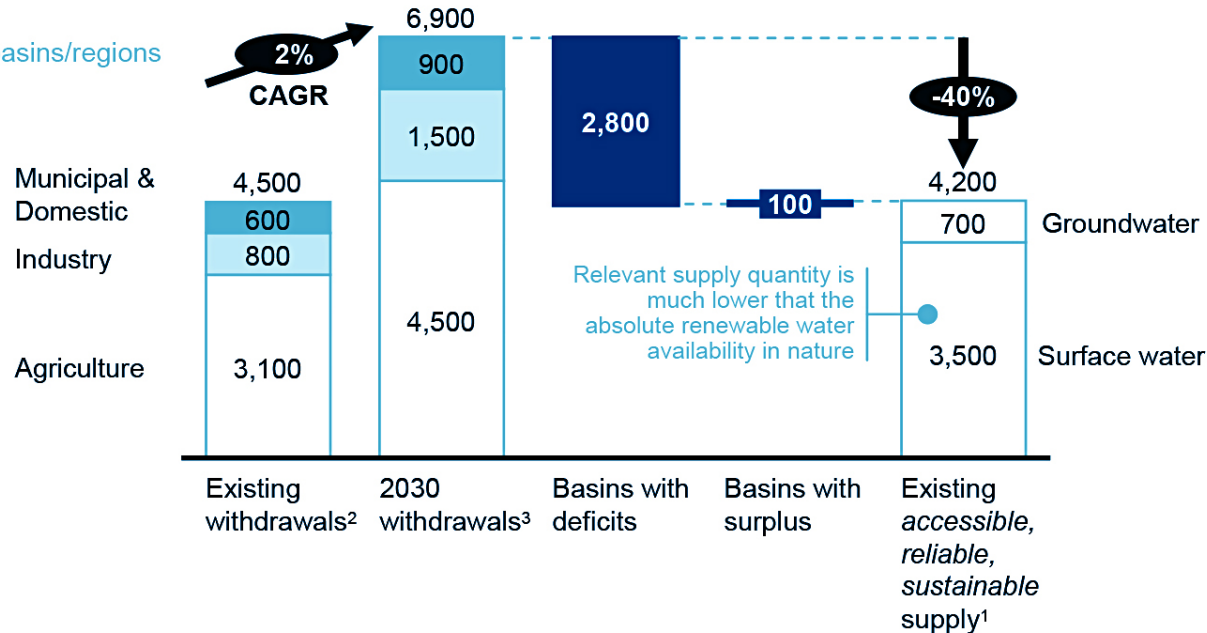 6,900
asins/regions
2%
CAGR
900
-40%
1,500
2,800
Municipal &
Domestic
4,500
4,200
600
100
700
Groundwater
Industry
800
Relevant supply quantity is
much lower that the
absolute renewable water
availability in nature
4,500
Agriculture
3,100
3,500
Surface water
Existing
withdrawals²
2030
withdrawals³
Basins with
deficits
Basins with
surplus
Existing
accessible,
reliable,
sustainable
supply¹